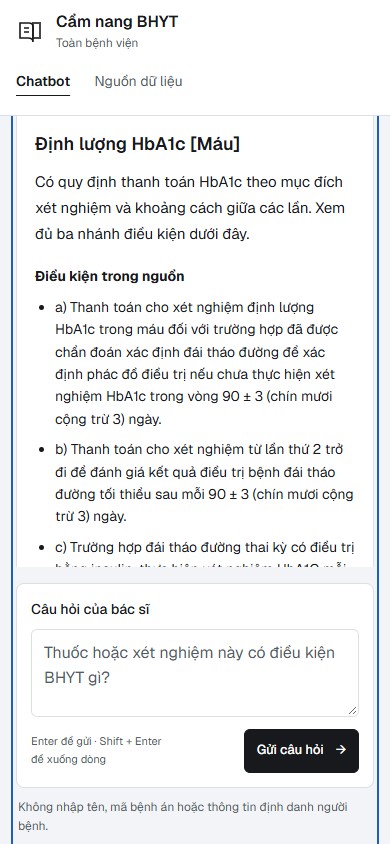 Cẩm nang BHYT
Toàn bệnh viện
Chatbot Nguồn dữ liệu
Định lượng HbA1c [Máu]
Có quy định thanh toán HbA1c theo mục đích
xét nghiệm và khoảng cách giữa các lần. Xem
đủ ba nhánh điều kiện dưới đây.
Điều kiện trong nguồn
a) Thanh toán cho xét nghiệm định lượng
HbA1c trong máu đối với trường hợp đã được
chẩn đoán xác định đái tháo đường để xác
định phác đồ điều trị nếu chưa thực hiện xét
nghiệm HbA1c trong vòng 90 ± 3 (chín mươi
cộng trừ 3) ngày.
b) Thanh toán cho xét nghiệm từ lần thứ 2 trở
đi để đánh giá kết quả điều trị bệnh đái tháo
đường tối thiểu sau mỗi 90 ± 3 (chín mươi cộng
trừ 3) ngày.
c) Trường hợp đái tháo đường thai kỳ có điều trị
bằng insulin, thực hiện xét nghiệm HbA1C mỗi
Câu hỏi của bác sĩ
Thuốc hoặc xét nghiệm này có điều kiện
BHYT gì?
Enter để gửi · Shift + Enter
để xuống dòng
Gửi câu hỏi →
Không nhập tên, mã bệnh án hoặc thông tin định danh người
bệnh.